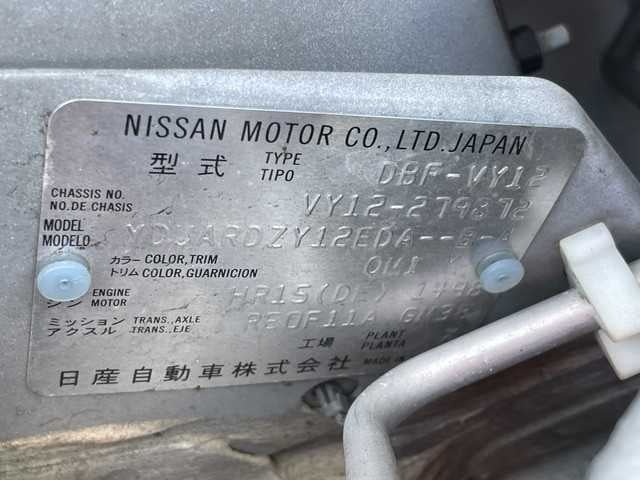 NISSAN MOTOR CO., LTD. JAPAN
型式 TYPE TIPO DBF-VY12
CHASSIS NO. NO. DE CHASIS VY12-279372
MODEL MODELO
カラー COLOR, TRIM
トリム COLOR, GUARNICION QM1
ENGINE MOTOR HR15(DE) 1498
ミッション TRANS., AXLE
アクスル TRANS., EJE RE0F11A
工場 PLANT PLANTA
日産自動車株式会社 MADE IN